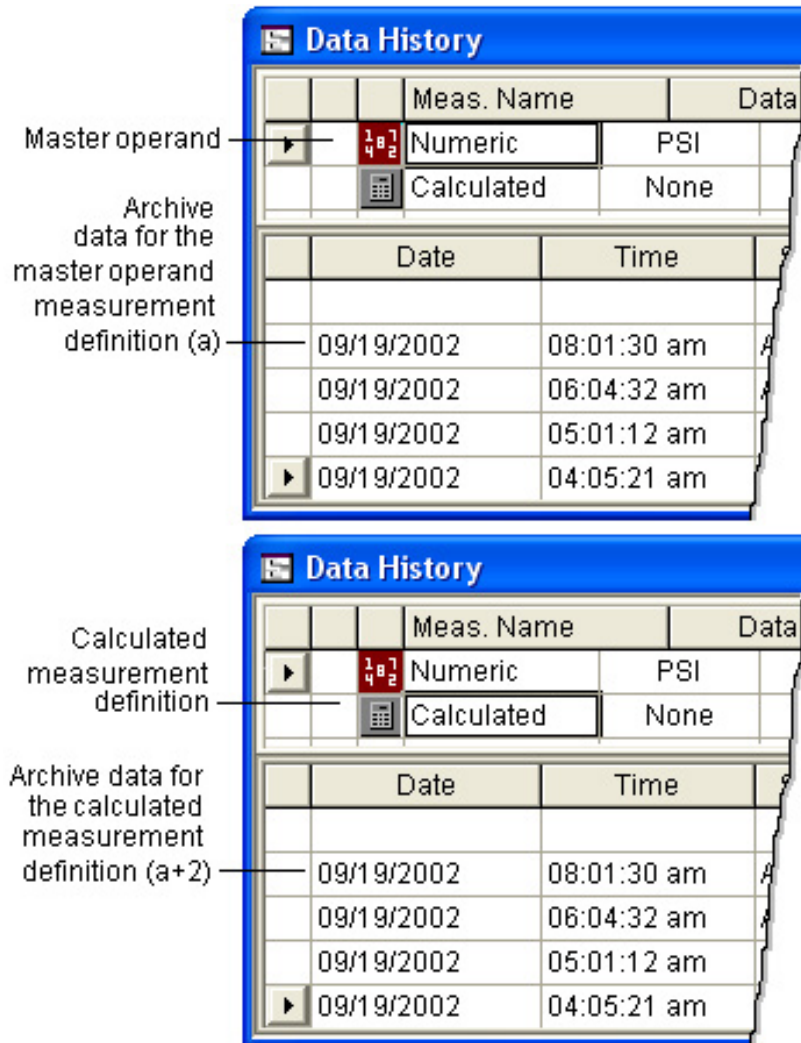 Data History
Meas. Name Data
Master operand
Numeric PSI
Calculated None
Archive
data for the
master operand
measurement
definition (a)
Date Time
09/19/2002 08:01:30 am
09/19/2002 06:04:32 am
09/19/2002 05:01:12 am
09/19/2002 04:05:21 am
Data History
Meas. Name Data
Calculated
measurement
definition
Numeric PSI
Calculated None
Archive data for
the calculated
measurement
definition (a+2)
Date Time
09/19/2002 08:01:30 am
09/19/2002 06:04:32 am
09/19/2002 05:01:12 am
09/19/2002 04:05:21 am